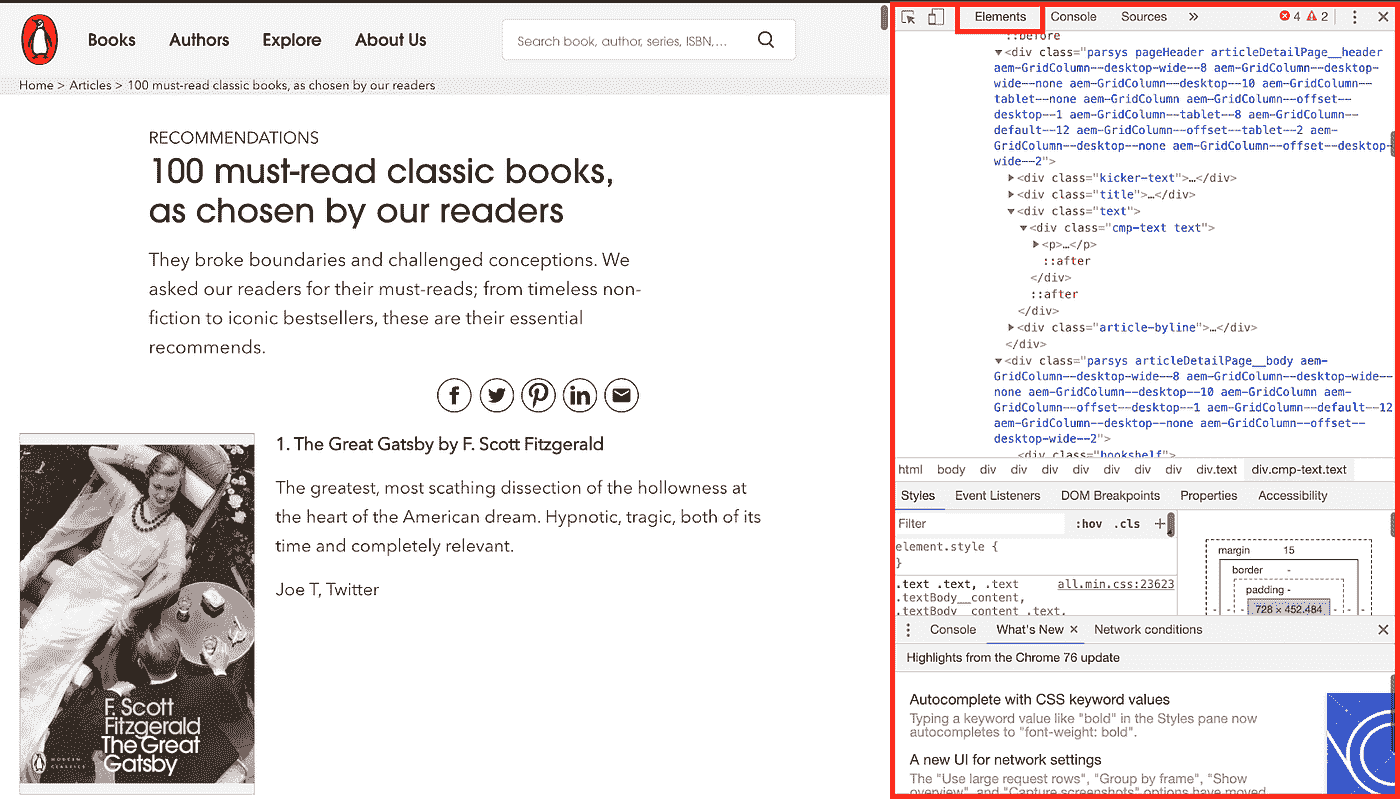 Books Authors Explore About Us
Search book, author, series, ISBN,...
Home > Articles > 100 must-read classic books, as chosen by our readers
RECOMMENDATIONS
100 must-read classic books,
as chosen by our readers
They broke boundaries and challenged conceptions. We
asked our readers for their must-reads; from timeless non-
fiction to iconic bestsellers, these are their essential
recommends.
1. The Great Gatsby by F. Scott Fitzgerald
The greatest, most scathing dissection of the hollowness at
the heart of the American dream. Hypnotic, tragic, both of its
time and completely relevant.
Joe T, Twitter
F. Scott
Fitzgerald
The Great
Gatsby
MODERN
CLASSICS
Elements Console Sources » 4 2
::before
<div class="parsys pageHeader articleDetailPage__header
aem-GridColumn--desktop-wide--8 aem-GridColumn--desktop-
wide--none aem-GridColumn--desktop--10 aem-GridColumn--
tablet--none aem-GridColumn aem-GridColumn--offset--
desktop--1 aem-GridColumn--tablet--8 aem-GridColumn--
default--12 aem-GridColumn--offset--tablet--2 aem-
GridColumn--desktop--none aem-GridColumn--offset--desktop-
wide--2">
<div class="kicker-text">…</div>
<div class="title">…</div>
<div class="text">
<div class="cmp-text text">
<p>…</p>
::after
</div>
::after
</div>
<div class="article-byline">…</div>
</div>
<div class="parsys articleDetailPage__body aem-
GridColumn--desktop-wide--8 aem-GridColumn--desktop-wide--
none aem-GridColumn--desktop--10 aem-GridColumn aem-
GridColumn--offset--desktop--1 aem-GridColumn--default--12
aem-GridColumn--desktop--none aem-GridColumn--offset--
desktop-wide--2">
<div class="bookshelf">
html body div div div div div div div div.text div.cmp-text.text
Styles Event Listeners DOM Breakpoints Properties Accessibility
Filter :hov .cls +
element.style {
}
.text .text, .text all.min.css:23623
.textBody__content,
.textBody__content .text,
margin 15
border -
padding -
- - - 728 × 452.484 - - -
Console What's New × Network conditions
Highlights from the Chrome 76 update
Autocomplete with CSS keyword values
Typing a keyword value like "bold" in the Styles pane now
autocompletes to "font-weight: bold".
A new UI for network settings
The "Use large request rows", "Group by frame", "Show
overview", and "Capture screenshots" options have moved